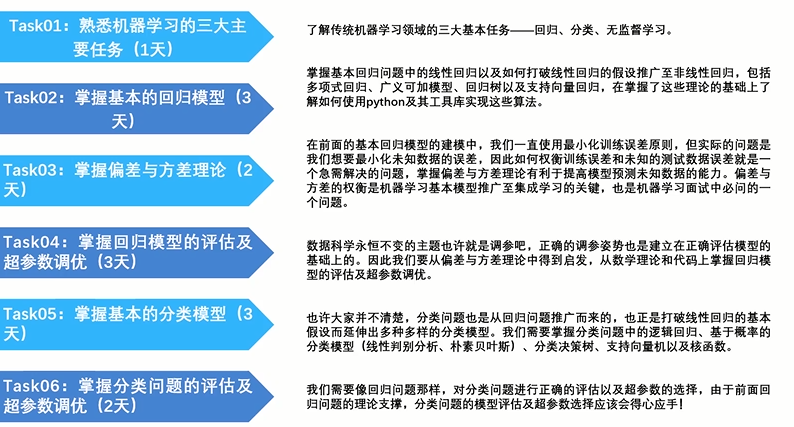 Task01：熟悉机器学习的三大主
要任务（1天）
了解传统机器学习领域的三大基本任务——回归、分类、无监督学习。
Task02：掌握基本的回归模型（3
天）
掌握基本回归问题中的线性回归以及如何打破线性回归的假设推广至非线性回归，包括
多项式回归、广义可加模型、回归树以及支持向量回归，在掌握了这些理论的基础上了
解如何使用python及其工具库实现这些算法。
Task03：掌握偏差与方差理论（2
天）
在前面的基本回归模型的建模中，我们一直使用最小化训练误差原则，但实际的问题是
我们想要最小化未知数据的误差，因此如何权衡训练误差和未知的测试数据误差就是一
个急需解决的问题，掌握偏差与方差理论有利于提高模型预测未知数据的能力。偏差与
方差的权衡是机器学习基本模型推广至集成学习的关键，也是机器学习面试中必问的一
个问题。
Task04：掌握回归模型的评估及
超参数调优（3天）
数据科学永恒不变的主题也许就是调参吧，正确的调参姿势也是建立在正确评估模型的
基础上的。因此我们要从偏差与方差理论中得到启发，从数学理论和代码上掌握回归模
型的评估及超参数调优。
Task05：掌握基本的分类模型（3
天）
也许大家并不清楚，分类问题也是从回归问题推广而来的，也正是打破线性回归的基本
假设而延伸出多种多样的分类模型。我们需要掌握分类问题中的逻辑回归、基于概率的
分类模型（线性判别分析、朴素贝叶斯）、分类决策树、支持向量机以及核函数。
Task06：掌握分类问题的评估及
超参数调优（2天）
我们需要像回归问题那样，对分类问题进行正确的评估以及超参数的选择，由于前面回
归问题的理论支撑，分类问题的模型评估及超参数选择应该会得心应手！